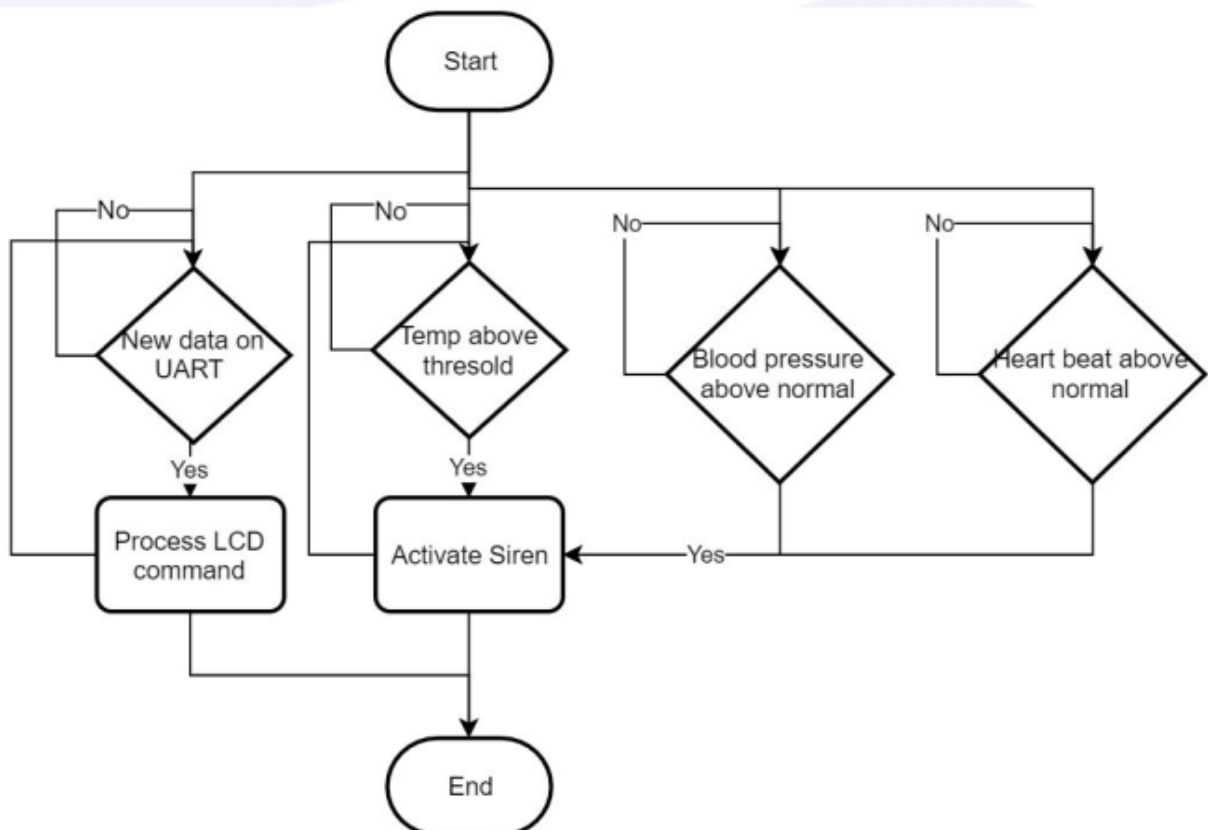 Start
No
No
No
No
New data on
UART
Temp above
thresold
Blood pressure
above normal
Heart beat above
normal
Yes
Yes
Process LCD
command
Activate Siren
Yes
End